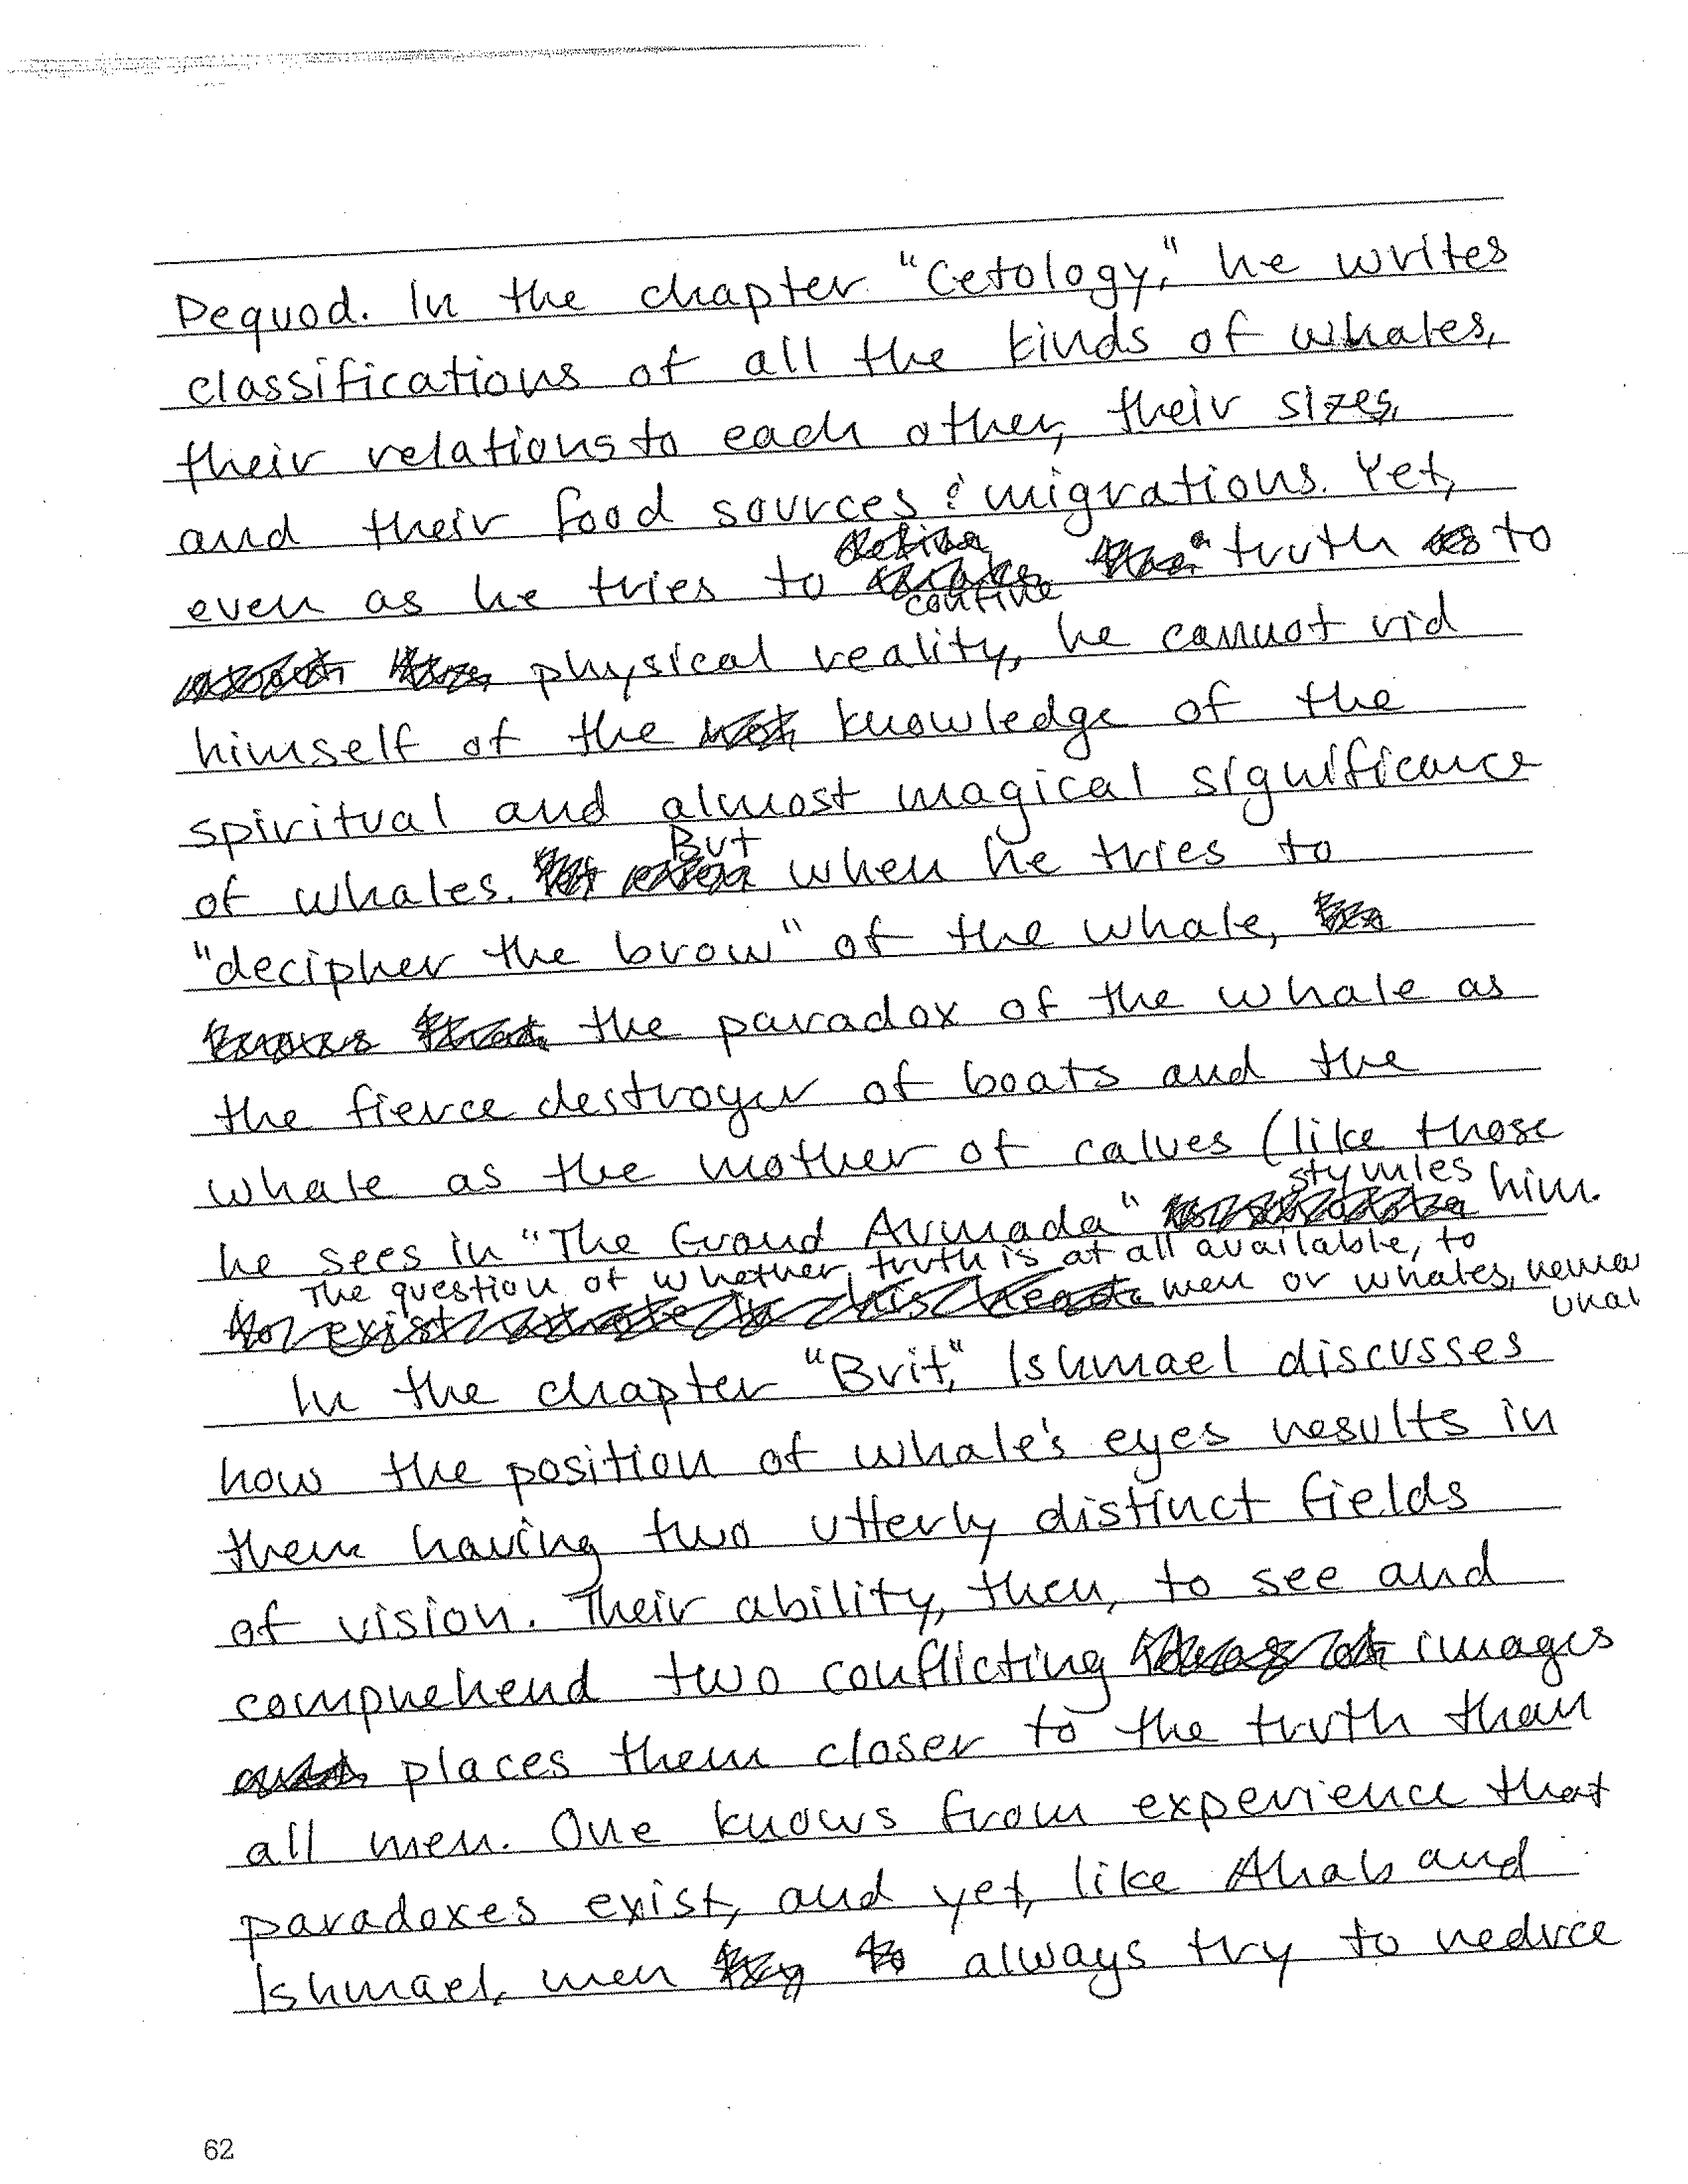 Pequod. In the chapter "Cetology," he writes
classifications of all the kinds of whales,
their relations to each other, their sizes,
and their food sources & migrations. Yet,
even as he tries to confine a truth to
physical reality, he cannot rid
himself of the knowledge of the
spiritual and almost magical significance
of whales. But when he tries to
"decipher the brow" of the whale,
the paradox of the whale as
the fierce destroyer of boats and the
whale as the mother of calves (like those
he sees in "The Grand Armada" stymies him.
The question of whether truth is at all available, to
men or whales,
In the chapter "Brit," Ishmael discusses
how the position of whale's eyes results in
them having two utterly distinct fields
of vision. Their ability, then, to see and
comprehend two conflicting images
places them closer to the truth than
all men. One knows from experience that
paradoxes exist, and yet, like Ahab and
Ishmael, men always try to reduce
62